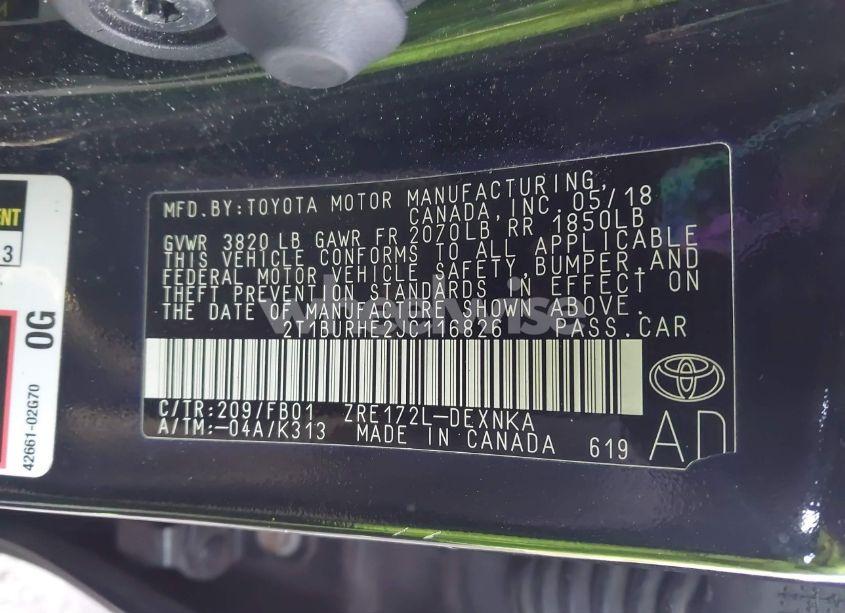 MFD.BY:TOYOTA MOTOR MANUFACTURING,
CANADA, INC. 05/18
GVWR 3820 LB GAWR FR 2070LB RR 1850LB
THIS VEHICLE CONFORMS TO ALL APPLICABLE
FEDERAL MOTOR VEHICLE SAFETY, BUMPER, AND
THEFT PREVENTION STANDARDS IN EFFECT ON
THE DATE OF MANUFACTURE SHOWN ABOVE.
2T1BURHE2JC116826 PASS.CAR
C/TR:209/FB01 ZRE172L-DEXNKA
A/TM:-04A/K313 MADE IN CANADA 619
AD
0G
42661-02G70
wheelwise